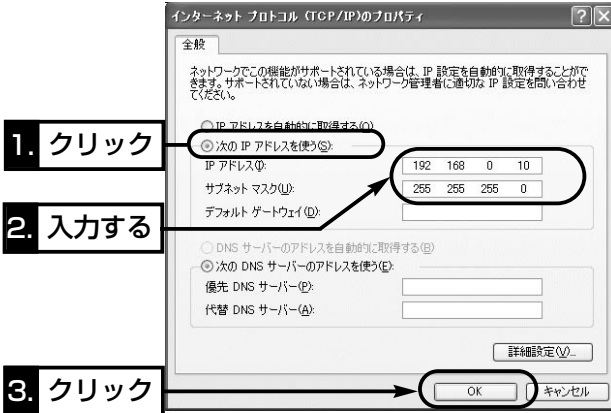 インターネット プロトコル (TCP/IP)のプロパティ
全般
ネットワークでこの機能がサポートされている場合は、IP 設定を自動的に取得することがで
きます。サポートされていない場合は、ネットワーク管理者に適切な IP 設定を問い合わせ
てください。
IP アドレスを自動的に取得する(O)
1. クリック
次の IP アドレスを使う(S):
IP アドレス(I):
192 168 0 10
サブネット マスク(U):
255 255 255 0
2. 入力する
デフォルト ゲートウェイ(D):
DNS サーバーのアドレスを自動的に取得する(B)
次の DNS サーバーのアドレスを使う(E):
優先 DNS サーバー(P):
代替 DNS サーバー(A):
詳細設定(V)...
3. クリック
OK
キャンセル